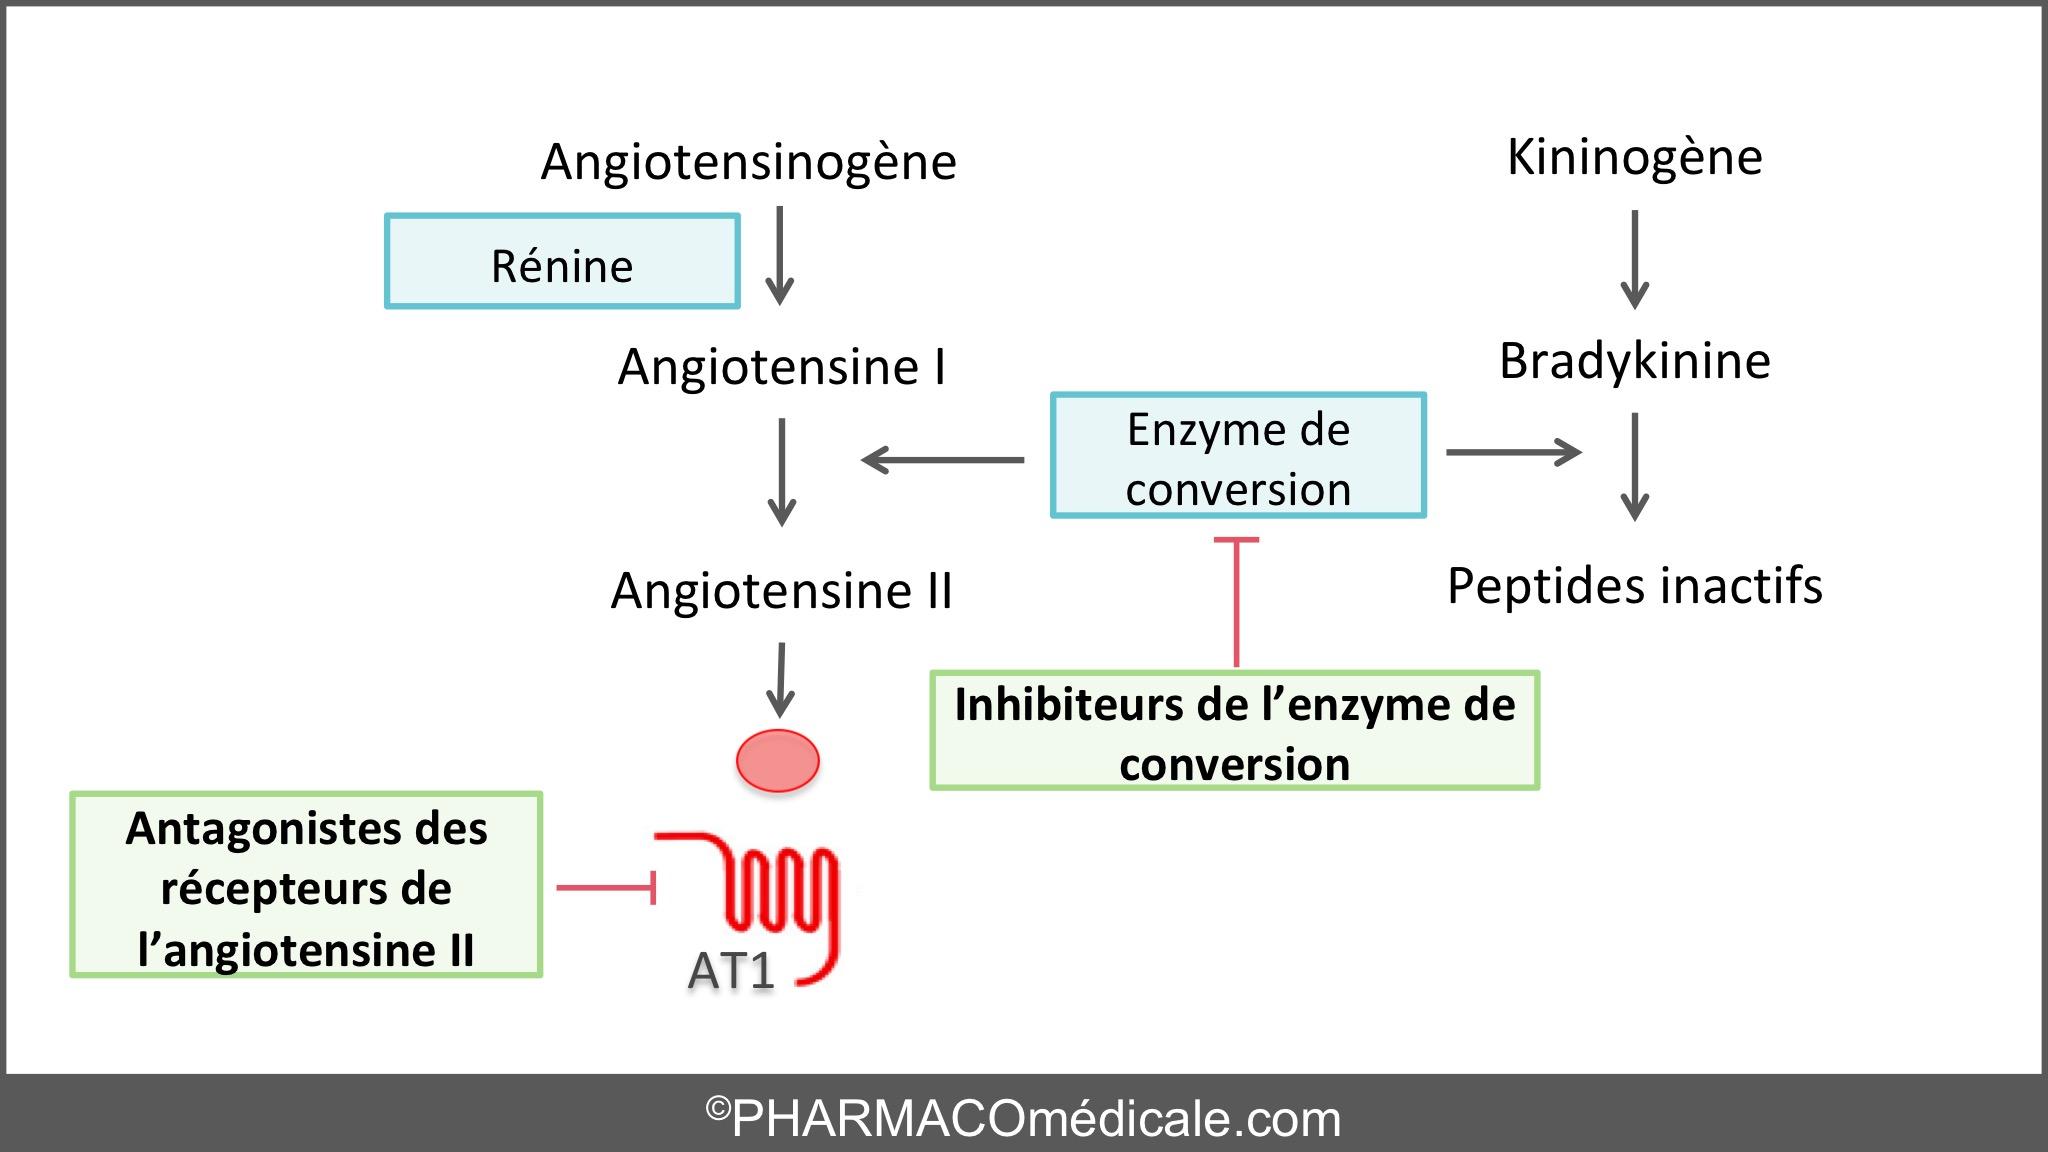 Angiotensinogène
Kininogène
Rénine
Angiotensine I
Bradykinine
Enzyme de
conversion
Angiotensine II
Peptides inactifs
Inhibiteurs de l’enzyme de
conversion
Antagonistes des
récepteurs de
l’angiotensine II
AT1
©PHARMACOmédicale.com